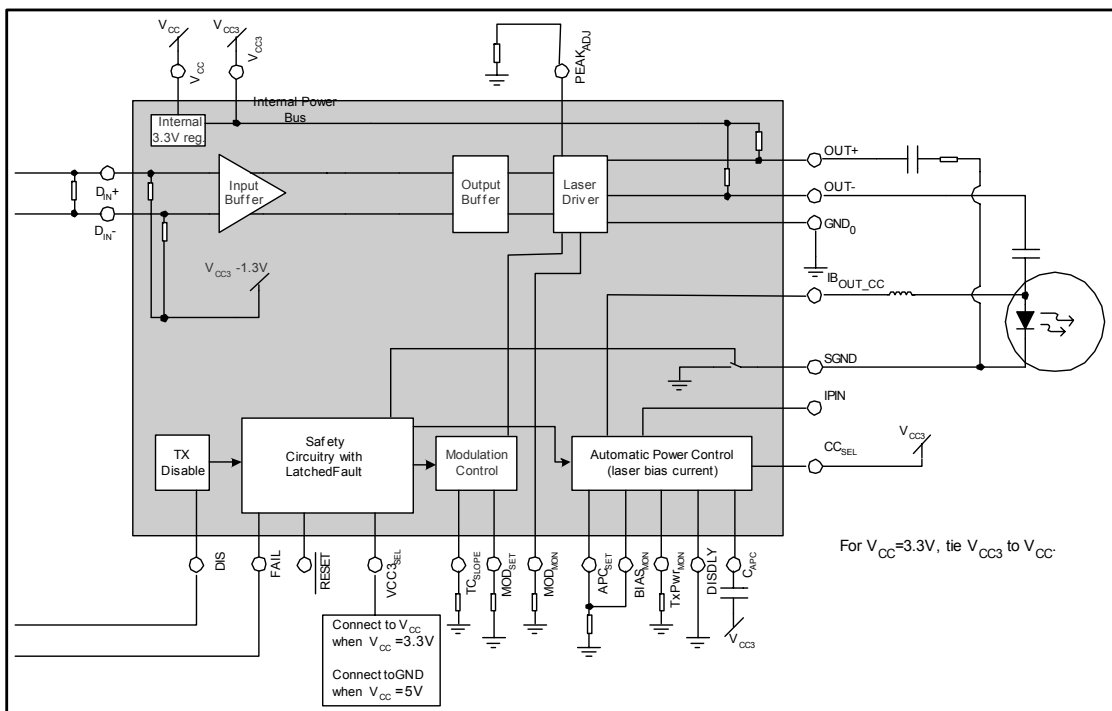 VCC
VCC3
VCC
VCC3
PEAKADJ
Internal Power
Bus
Internal
3.3V reg.
DIN+
DIN-
Input
Buffer
Output
Buffer
Laser
Driver
OUT+
OUT-
GND0
VCC3 -1.3V
IBOUT_CC
SGND
IPIN
CCSEL
VCC3
TX
Disable
Safety
Circuitry with
LatchedFault
Modulation
Control
Automatic Power Control
(laser bias current)
DIS
FAIL
RESET
VCC3SEL
TCSLOPE
MODSET
MODMON
APCSET
BIASMON
TxPwrMON
DISDLY
CAPC
VCC3
For VCC=3.3V, tie VCC3 to VCC.
Connect to VCC
when VCC =3.3V
Connect toGND
when VCC =5V